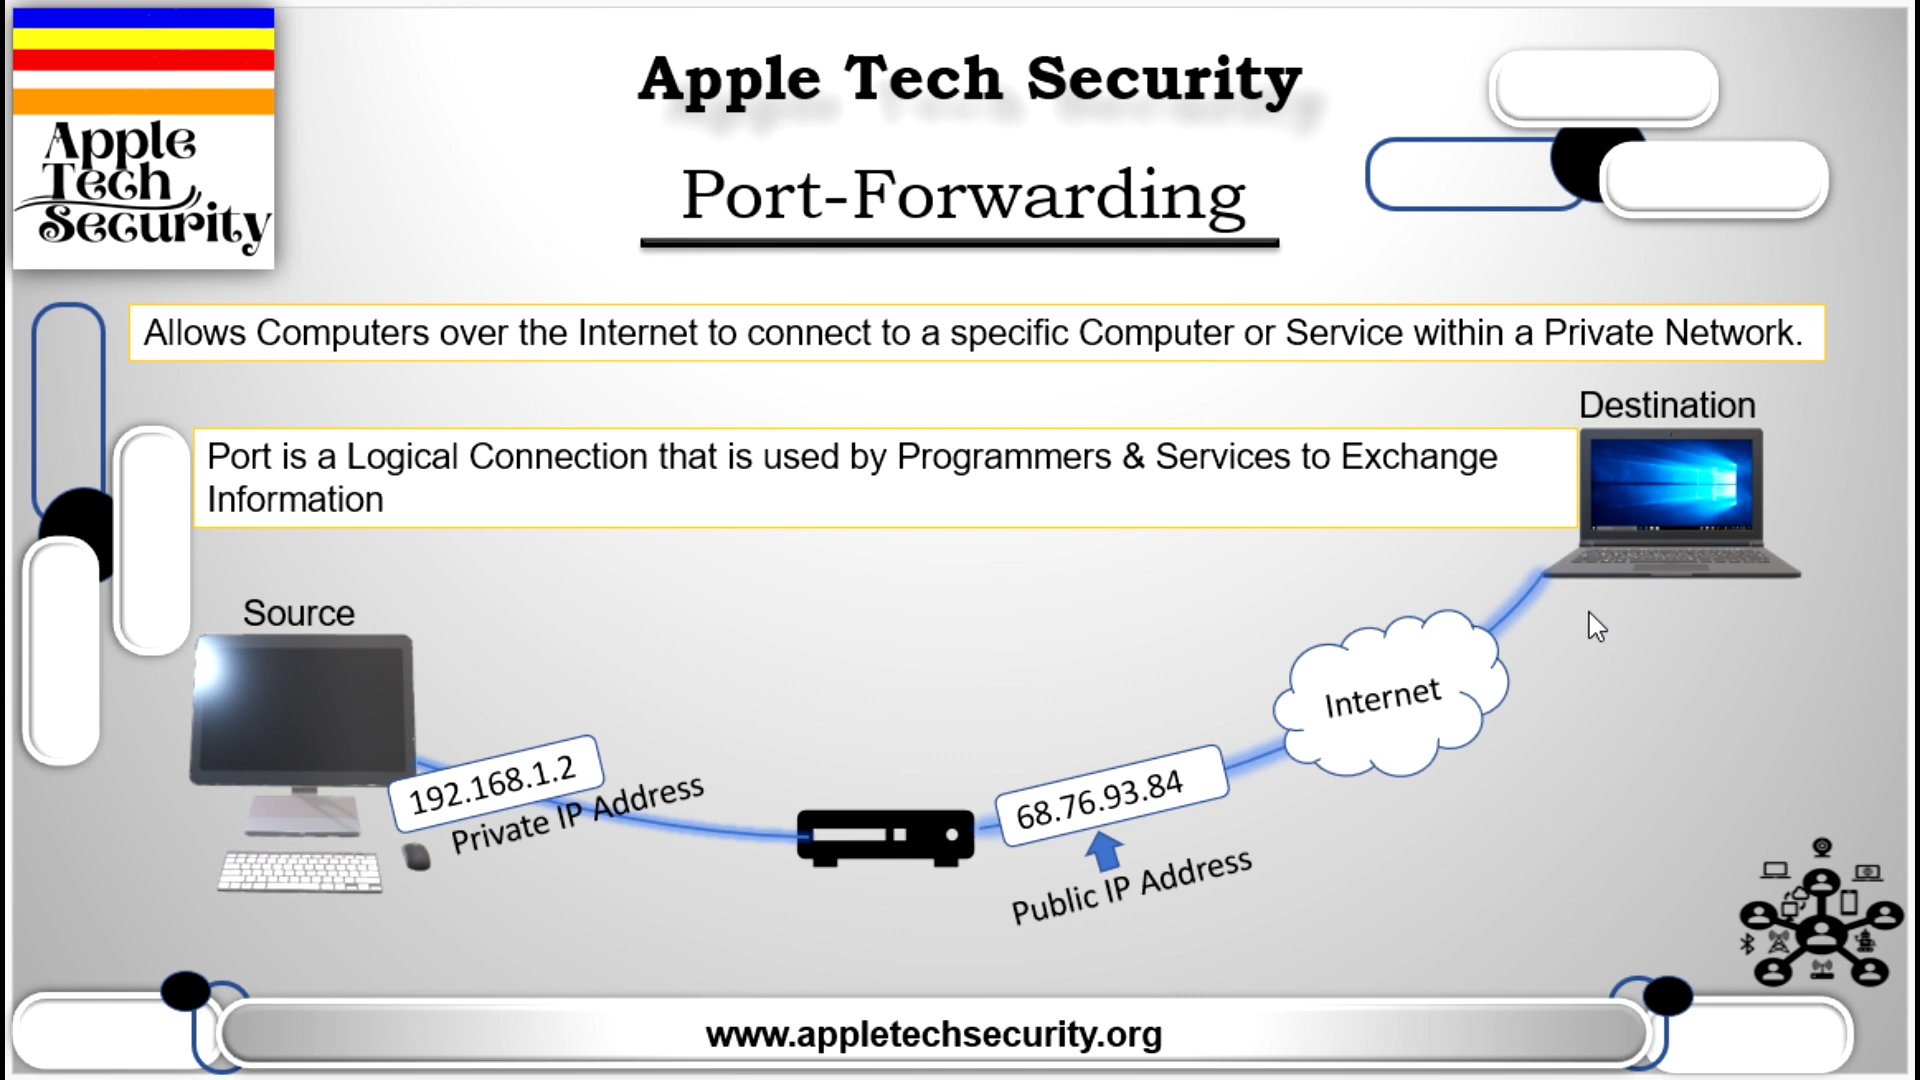 Apple
Tech
Security
Apple Tech Security
Port-Forwarding
Allows Computers over the Internet to connect to a specific Computer or Service within a Private Network.
Destination
Port is a Logical Connection that is used by Programmers & Services to Exchange
Information
Source
Internet
192.168.1.2
Private IP Address
68.76.93.84
Public IP Address
www.appletechsecurity.org